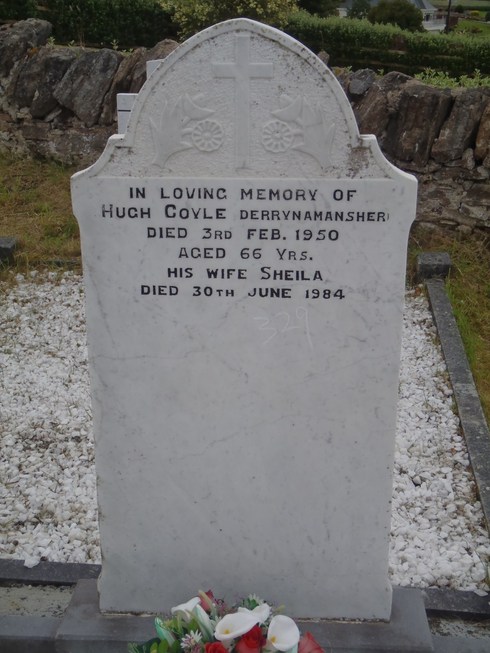 IN LOVING MEMORY OF
HUGH COYLE DERRYNAMANSHER
DIED 3RD FEB. 1950
AGED 66 YRS.
HIS WIFE SHEILA
DIED 30TH JUNE 1984
327